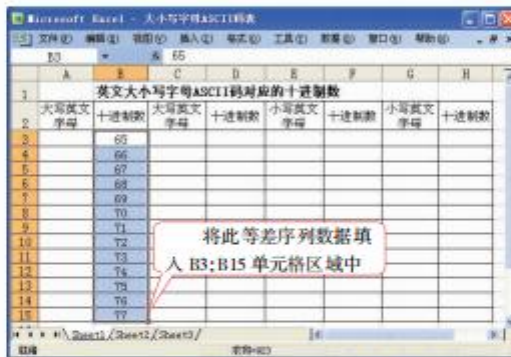 Microsoft Excel - 大小写字母ASCII码表
文件(F) 编辑(E) 视图(V) 插入(I) 格式(O) 工具(T) 数据(D) 窗口(W) 帮助(H)
B3 65
A B C D E F G H
1 英文大小写字母ASCII码对应的十进制数
2 大写英文字母 十进制数 大写英文字母 十进制数 小写英文字母 十进制数 小写英文字母 十进制数
3 65
4 66
5 67
6 68
7 69
8 70
9 71
10 72
11 73
12 74
13 75
14 76
15 77
将此等差序列数据填
入 B3:B15 单元格区域中
Sheet1/Sheet2/Sheet3/
就绪 求和=923